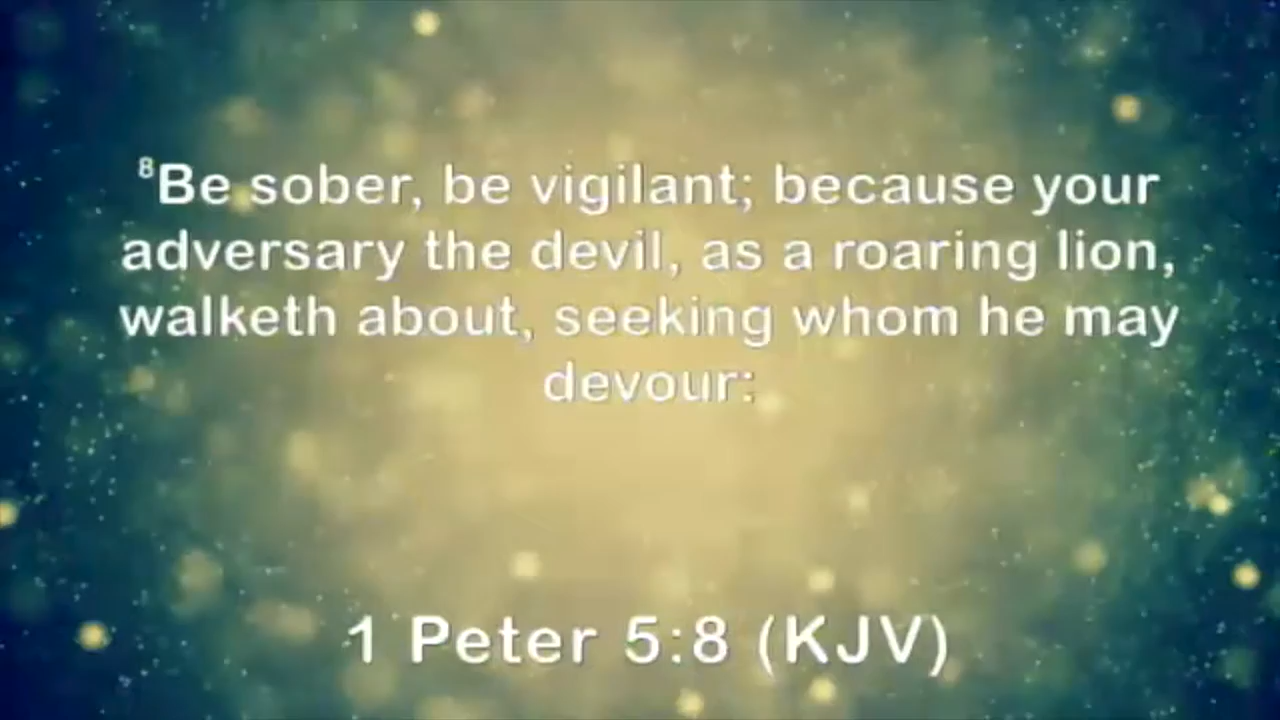 ⁸Be sober, be vigilant; because your
adversary the devil, as a roaring lion,
walketh about, seeking whom he may
devour:
1 Peter 5:8 (KJV)